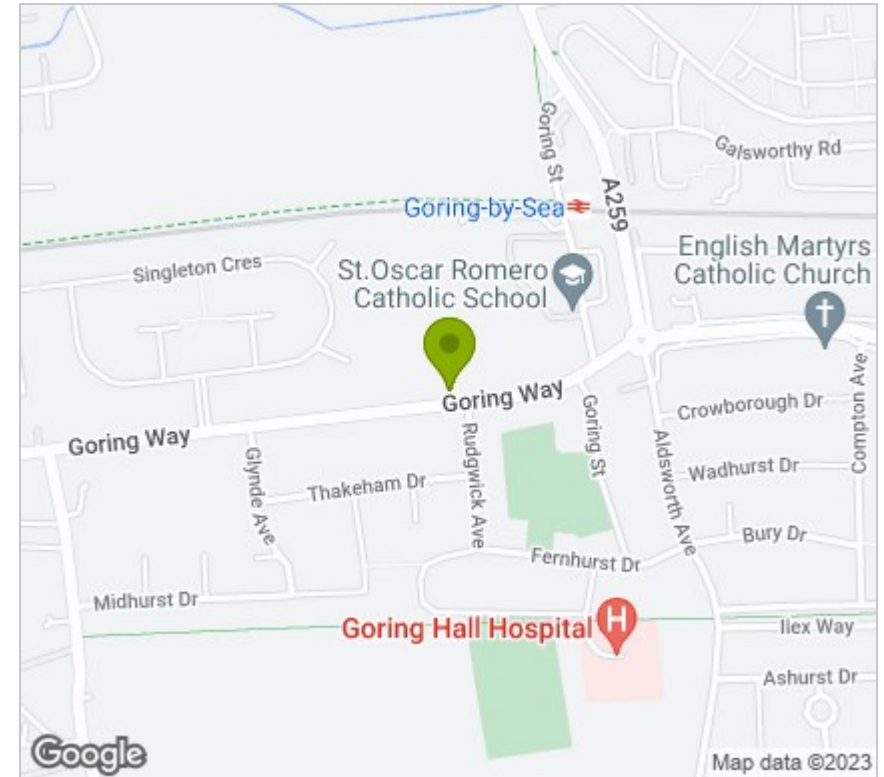 Goring St
Galsworthy Rd
A259
Goring-by-Sea
English Martyrs
Catholic Church
Singleton Cres
St.Oscar Romero
Catholic School
Goring Way
Compton Ave
Crowborough Dr
Goring St
Goring Way
Rudgwick Ave
Aldsworth Ave
Glynde Ave
Wadhurst Dr
Thakeham Dr
Bury Dr
Fernhurst Dr
Midhurst Dr
H
Goring Hall Hospital
Ilex Way
Ashurst Dr
Google
Map data ©2023